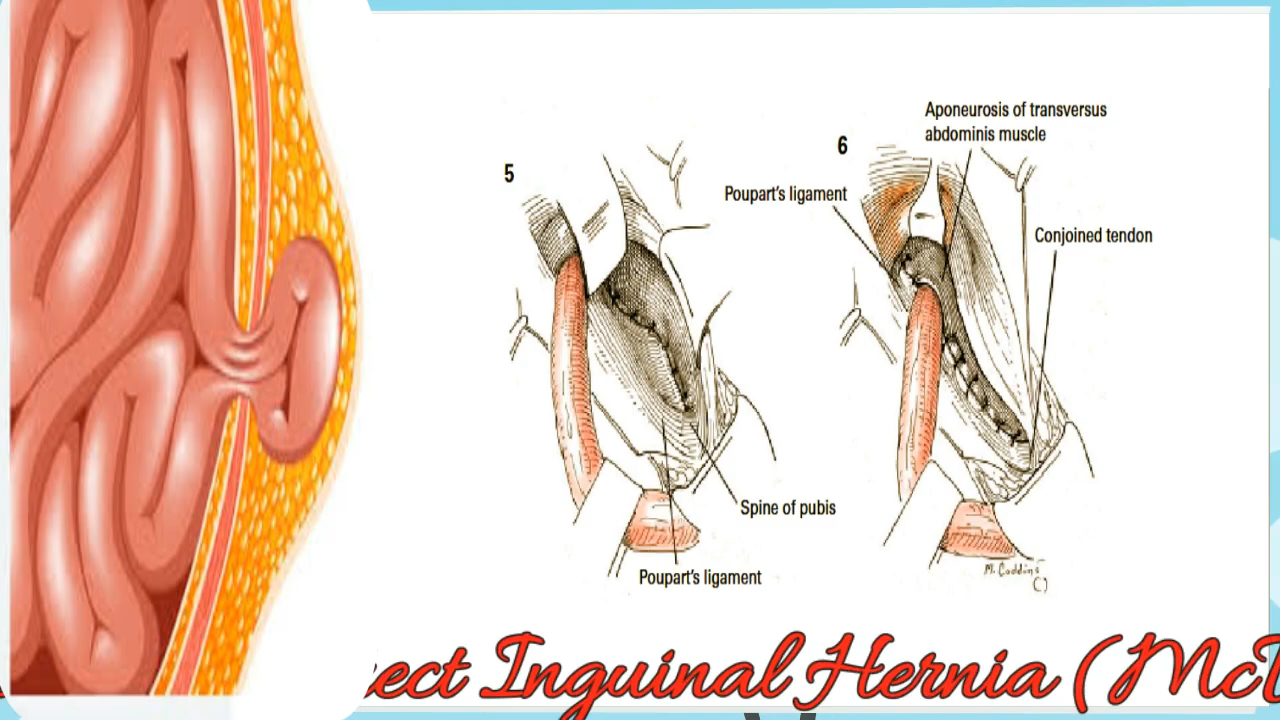 5
6
Aponeurosis of transversus
abdominis muscle
Poupart's ligament
Conjoined tendon
Spine of pubis
Poupart's ligament
ect Inguinal Hernia (Mc